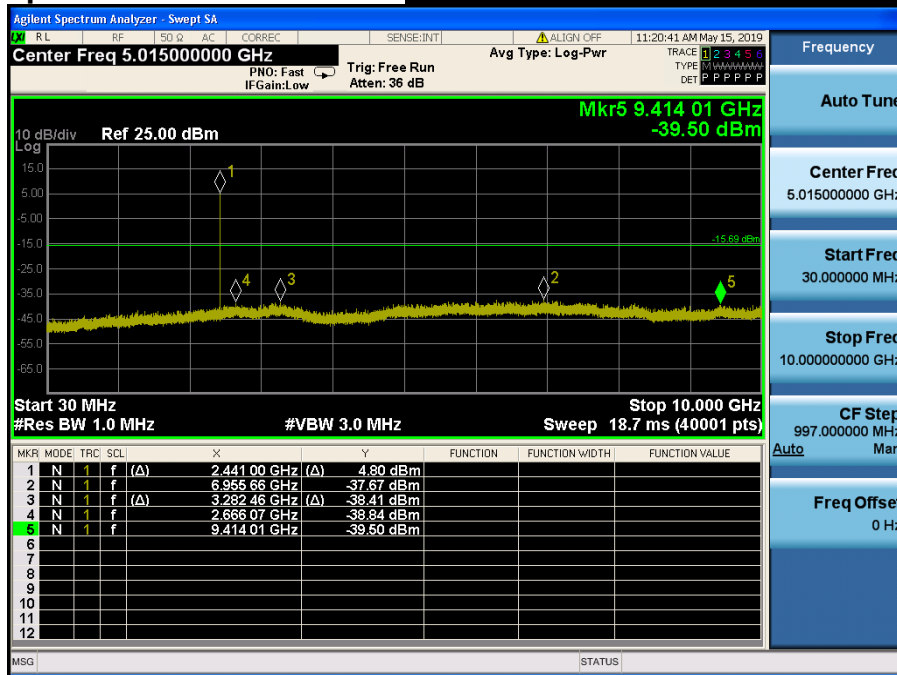 Agilent Spectrum Analyzer - Swept SA
LXI RL RF 50 Ω AC CORREC SENSE:INT ALIGN OFF 11:20:41 AM May 15, 2019
Center Freq 5.015000000 GHz
PNO: Fast
IFGain:Low
Trig: Free Run
Atten: 36 dB
Avg Type: Log-Pwr
TRACE 1 2 3 4 5 6
TYPE M
DET P P P P P P
Mkr5 9.414 01 GHz
-39.50 dBm
10 dB/div Ref 25.00 dBm
Log
15.0
5.00
-5.00
-15.0
-25.0
-35.0
-45.0
-55.0
-65.0
1
4
3
2
5
-15.69 dBm
Start 30 MHz Stop 10.000 GHz
#Res BW 1.0 MHz #VBW 3.0 MHz Sweep 18.7 ms (40001 pts)
MKR MODE TRC SCL X Y FUNCTION FUNCTION WIDTH FUNCTION VALUE
1 N 1 f (Δ) 2.441 00 GHz (Δ) 4.80 dBm
2 N 1 f 6.955 66 GHz -37.67 dBm
3 N 1 f (Δ) 3.282 46 GHz (Δ) -38.41 dBm
4 N 1 f 2.666 07 GHz -38.84 dBm
5 N 1 f 9.414 01 GHz -39.50 dBm
6
7
8
9
10
11
12
MSG STATUS
Frequency
Auto Tune
Center Freq
5.015000000 GHz
Start Freq
30.000000 MHz
Stop Freq
10.000000000 GHz
CF Step
997.000000 MHz
Auto Man
Freq Offset
0 Hz